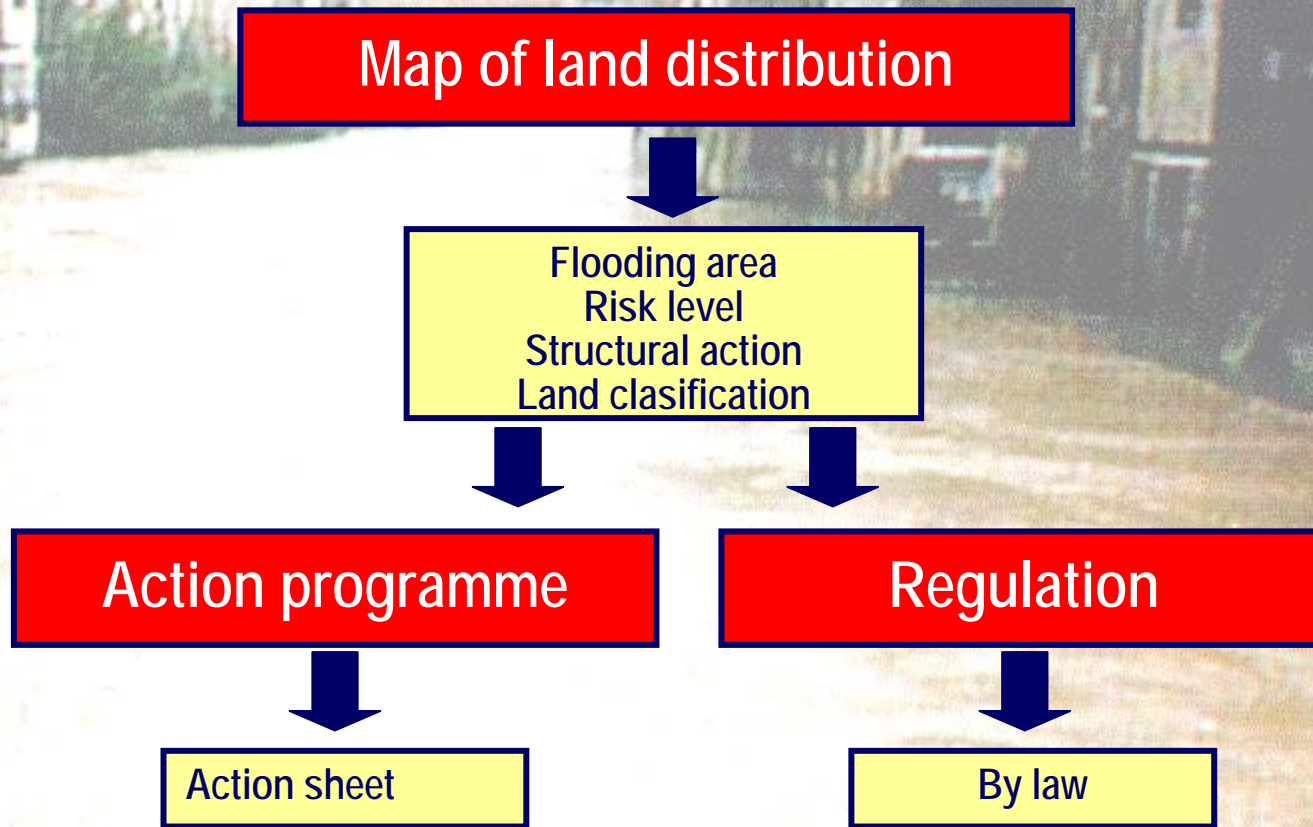 Map of land distribution
Flooding area
Risk level
Structural action
Land clasification
Action programme
Regulation
Action sheet
By law